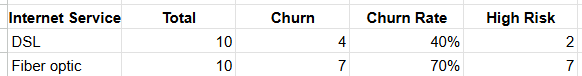 Internet Service Total Churn Churn Rate High Risk
DSL 10 4 40% 2
Fiber optic 10 7 70% 7